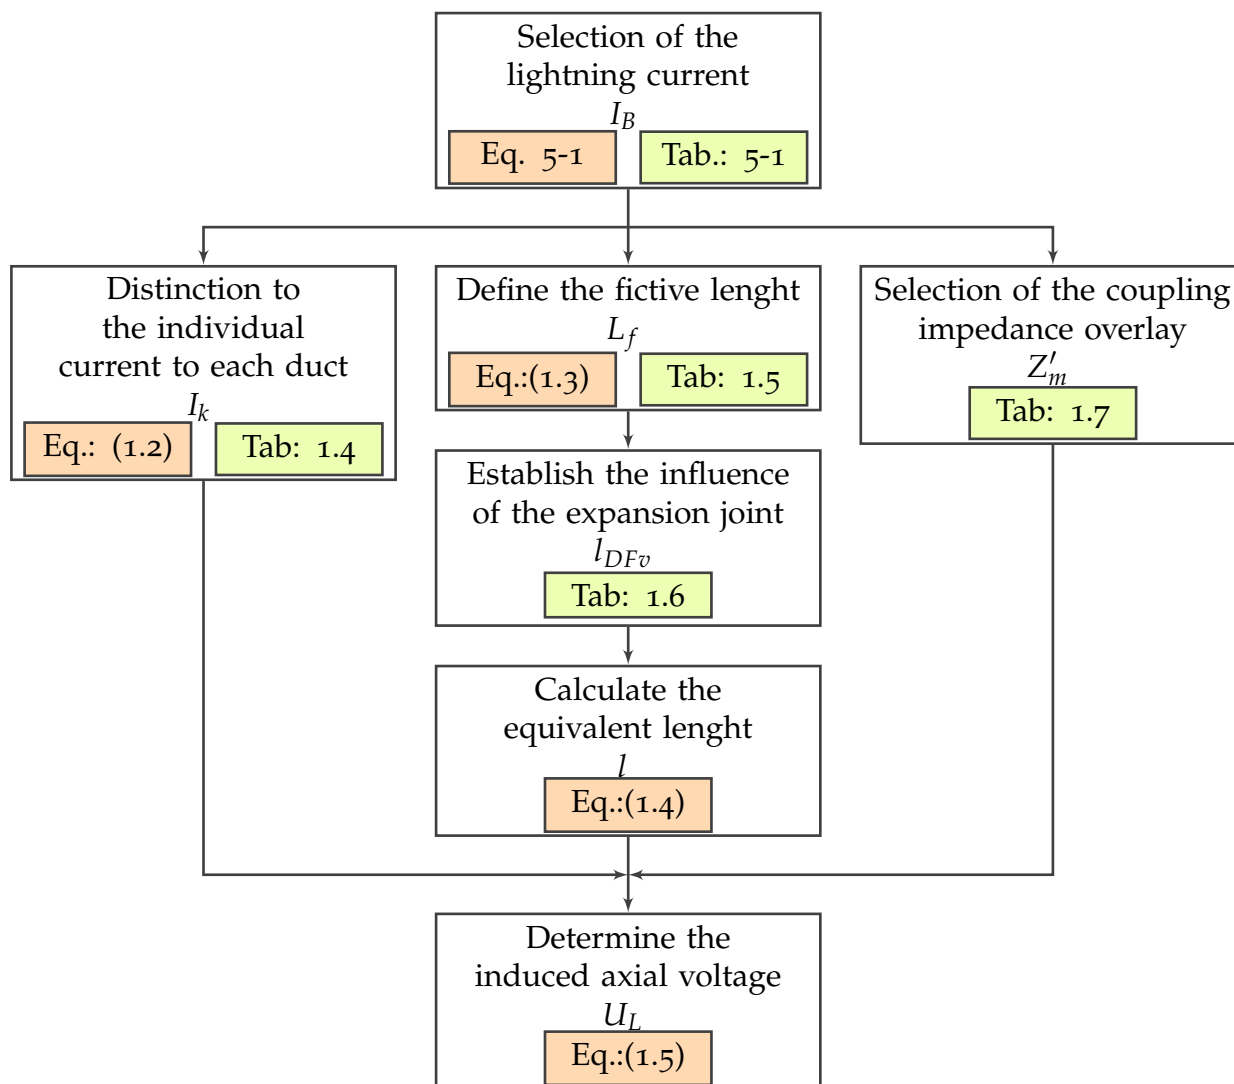 Selection of the
lightning current
I_B
Eq. 5-1 Tab.: 5-1
Distinction to
the individual
current to each duct
I_k
Eq.: (1.2) Tab: 1.4
Define the fictive lenght
L_f
Eq.:(1.3) Tab: 1.5
Selection of the coupling
impedance overlay
Z'_m
Tab: 1.7
Establish the influence
of the expansion joint
l_{DFv}
Tab: 1.6
Calculate the
equivalent lenght
l
Eq.:(1.4)
Determine the
induced axial voltage
U_L
Eq.:(1.5)